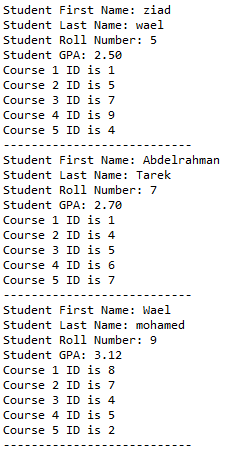 Student First Name: ziad
Student Last Name: wael
Student Roll Number: 5
Student GPA: 2.50
Course 1 ID is 1
Course 2 ID is 5
Course 3 ID is 7
Course 4 ID is 9
Course 5 ID is 4
--------------------------
Student First Name: Abdelrahman
Student Last Name: Tarek
Student Roll Number: 7
Student GPA: 2.70
Course 1 ID is 1
Course 2 ID is 4
Course 3 ID is 5
Course 4 ID is 6
Course 5 ID is 7
--------------------------
Student First Name: Wael
Student Last Name: mohamed
Student Roll Number: 9
Student GPA: 3.12
Course 1 ID is 8
Course 2 ID is 7
Course 3 ID is 4
Course 4 ID is 5
Course 5 ID is 2
--------------------------